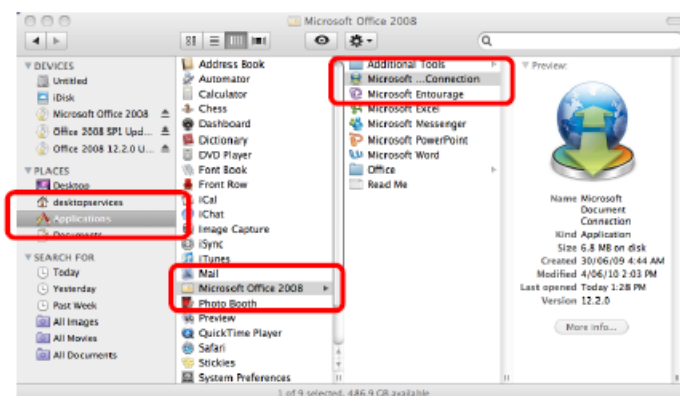 Microsoft Office 2008
DEVICES
Untitled
iDisk
Microsoft Office 2008
Office 2008 SP1 Upd...
Office 2008 12.2.0 U...
PLACES
Desktop
desktopservices
Applications
Documents
SEARCH FOR
Today
Yesterday
Past Week
All Images
All Movies
All Documents
Address Book
Automator
Calculator
Chess
Dashboard
Dictionary
DVD Player
Font Book
Front Row
iCal
iChat
Image Capture
iSync
iTunes
Mail
Microsoft Office 2008
Photo Booth
Preview
QuickTime Player
Safari
Stickies
System Preferences
Additional Tools
Microsoft ...Connection
Microsoft Entourage
Microsoft Excel
Microsoft Messenger
Microsoft PowerPoint
Microsoft Word
Office
Read Me
Preview:
Name Microsoft
Document
Connection
Kind Application
Size 6.8 MB on disk
Created 30/06/09 4:44 AM
Modified 4/06/10 2:03 PM
Last opened Today 1:28 PM
Version 12.2.0
More info...
1 of 9 selected, 486.9 GB available